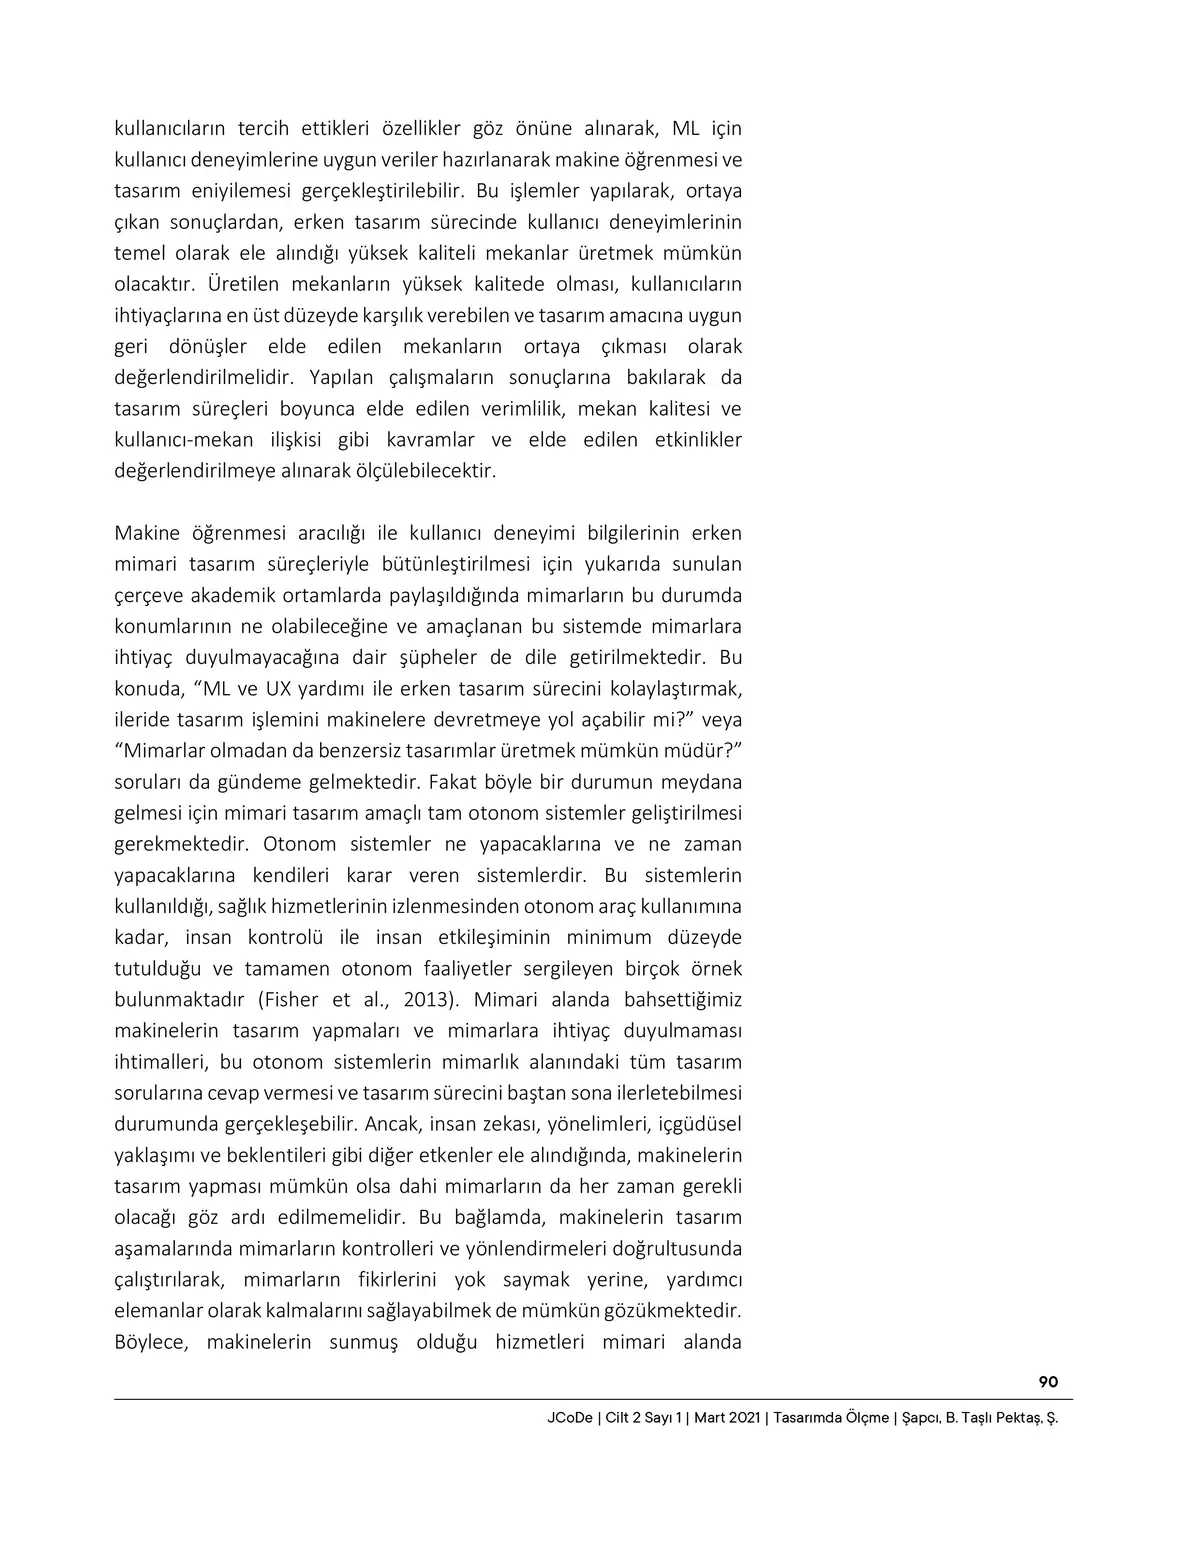 kullanıcıların tercih ettikleri özellikler göz önüne alınarak, ML için
kullanıcı deneyimlerine uygun veriler hazırlanarak makine öğrenmesi ve
tasarım eniyilemesi gerçekleştirilebilir. Bu işlemler yapılarak, ortaya
çıkan sonuçlardan, erken tasarım sürecinde kullanıcı deneyimlerinin
temel olarak ele alındığı yüksek kaliteli mekanlar üretmek mümkün
olacaktır. Üretilen mekanların yüksek kalitede olması, kullanıcıların
ihtiyaçlarına en üst düzeyde karşılık verebilen ve tasarım amacına uygun
geri dönüşler elde edilen mekanların ortaya çıkması olarak
değerlendirilmelidir. Yapılan çalışmaların sonuçlarına bakılarak da
tasarım süreçleri boyunca elde edilen verimlilik, mekan kalitesi ve
kullanıcı-mekan ilişkisi gibi kavramlar ve elde edilen etkinlikler
değerlendirilmeye alınarak ölçülebilecektir.
Makine öğrenmesi aracılığı ile kullanıcı deneyimi bilgilerinin erken
mimari tasarım süreçleriyle bütünleştirilmesi için yukarıda sunulan
çerçeve akademik ortamlarda paylaşıldığında mimarların bu durumda
konumlarının ne olabileceğine ve amaçlanan bu sistemde mimarlara
ihtiyaç duyulmayacağına dair şüpheler de dile getirilmektedir. Bu
konuda, “ML ve UX yardımı ile erken tasarım sürecini kolaylaştırmak,
ileride tasarım işlemini makinelere devretmeye yol açabilir mi?” veya
“Mimarlar olmadan da benzersiz tasarımlar üretmek mümkün müdür?”
soruları da gündeme gelmektedir. Fakat böyle bir durumun meydana
gelmesi için mimari tasarım amaçlı tam otonom sistemler geliştirilmesi
gerekmektedir. Otonom sistemler ne yapacaklarına ve ne zaman
yapacaklarına kendileri karar veren sistemlerdir. Bu sistemlerin
kullanıldığı, sağlık hizmetlerinin izlenmesinden otonom araç kullanımına
kadar, insan kontrolü ile insan etkileşiminin minimum düzeyde
tutulduğu ve tamamen otonom faaliyetler sergileyen birçok örnek
bulunmaktadır (Fisher et al., 2013). Mimari alanda bahsettiğimiz
makinelerin tasarım yapmaları ve mimarlara ihtiyaç duyulmaması
ihtimalleri, bu otonom sistemlerin mimarlık alanındaki tüm tasarım
sorularına cevap vermesi ve tasarım sürecini baştan sona ilerletebilmesi
durumunda gerçekleşebilir. Ancak, insan zekası, yönelimleri, içgüdüsel
yaklaşımı ve beklentileri gibi diğer etkenler ele alındığında, makinelerin
tasarım yapması mümkün olsa dahi mimarların da her zaman gerekli
olacağı göz ardı edilmemelidir. Bu bağlamda, makinelerin tasarım
aşamalarında mimarların kontrolleri ve yönlendirmeleri doğrultusunda
çalıştırılarak, mimarların fikirlerini yok saymak yerine, yardımcı
elemanlar olarak kalmalarını sağlayabilmek de mümkün gözükmektedir.
Böylece, makinelerin sunmuş olduğu hizmetleri mimari alanda
90
JCoDe | Cilt 2 Sayı 1 | Mart 2021 | Tasarımda Ölçme | Şapcı, B. Taşlı Pektaş, Ş.